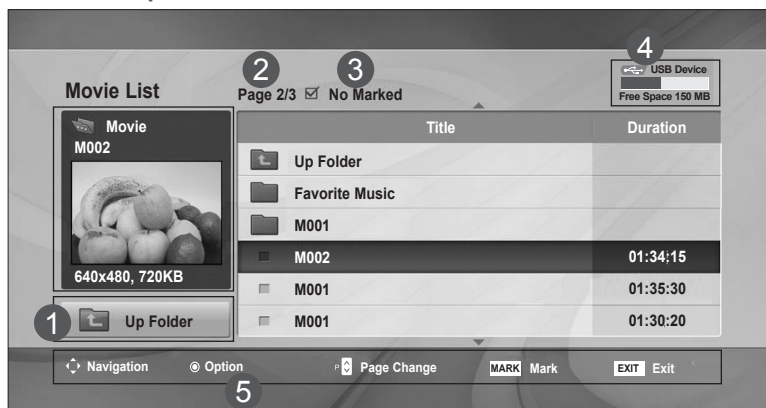 2 3 4
USB Device
Movie List Page 2/3 No Marked Free Space 150 MB
Movie Title Duration
M002
Up Folder
Favorite Music
M001
M002 01:34:15
640x480, 720KB
M001 01:35:30
1 Up Folder M001 01:30:20
Navigation Option P Page Change MARK Mark EXIT Exit
5